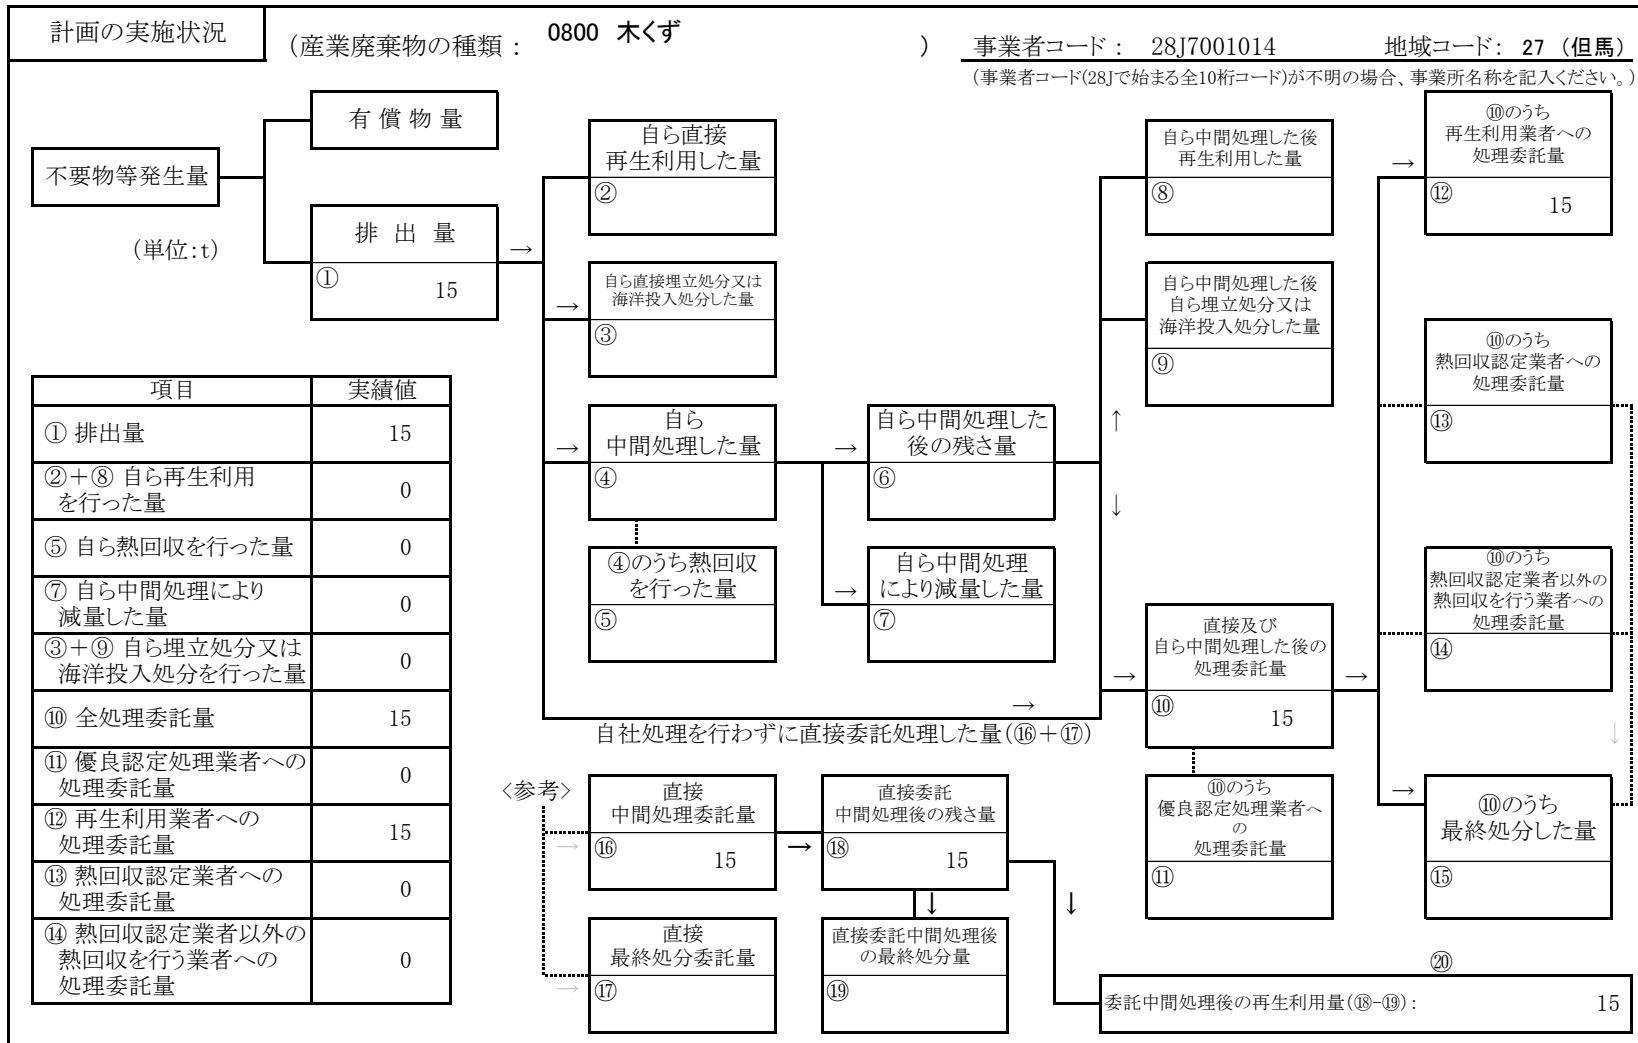 計画の実施状況
(産業廃棄物の種類： 0800 木くず )
事業者コード： 28J7001014
地域コード： 27 (但馬)
(事業者コード(28Jで始まる全10桁コード)が不明の場合、事業所名称を記入ください。)
不要物等発生量
(単位:t)
有 償 物 量
排 出 量
① 15
→
自ら直接
再生利用した量
②
→
自ら直接埋立処分又は
海洋投入処分した量
③
→
自ら
中間処理した量
④
④のうち熱回収
を行った量
⑤
→
自ら中間処理した
後の残さ量
⑥
→
自ら中間処理
により減量した量
⑦
自ら中間処理した後
再生利用した量
⑧
自ら中間処理した後
自ら埋立処分又は
海洋投入処分した量
⑨
↑
↓
→
自社処理を行わずに直接委託処理した量(⑯＋⑰)
→
直接及び
自ら中間処理した後の
処理委託量
⑩ 15
⑩のうち
優良認定処理業者へ
の
処理委託量
⑪
→
→
⑩のうち
再生利用業者への
処理委託量
⑫ 15
⑩のうち
熱回収認定業者への
処理委託量
⑬
⑩のうち
熱回収認定業者以外の
熱回収を行う業者への
処理委託量
⑭
↓
→
⑩のうち
最終処分した量
⑮
項目 実績値
① 排出量 15
②＋⑧ 自ら再生利用
を行った量 0
⑤ 自ら熱回収を行った量 0
⑦ 自ら中間処理により
減量した量 0
③＋⑨ 自ら埋立処分又は
海洋投入処分を行った量 0
⑩ 全処理委託量 15
⑪ 優良認定処理業者への
処理委託量 0
⑫ 再生利用業者への
処理委託量 15
⑬ 熱回収認定業者への
処理委託量 0
⑭ 熱回収認定業者以外の
熱回収を行う業者への
処理委託量 0
<参考>
→
直接
中間処理委託量
⑯ 15
→
直接委託
中間処理後の残さ量
⑱ 15
↓
↓
→
直接
最終処分委託量
⑰
直接委託中間処理後
の最終処分量
⑲
⑳
委託中間処理後の再生利用量(⑱-⑲)： 15